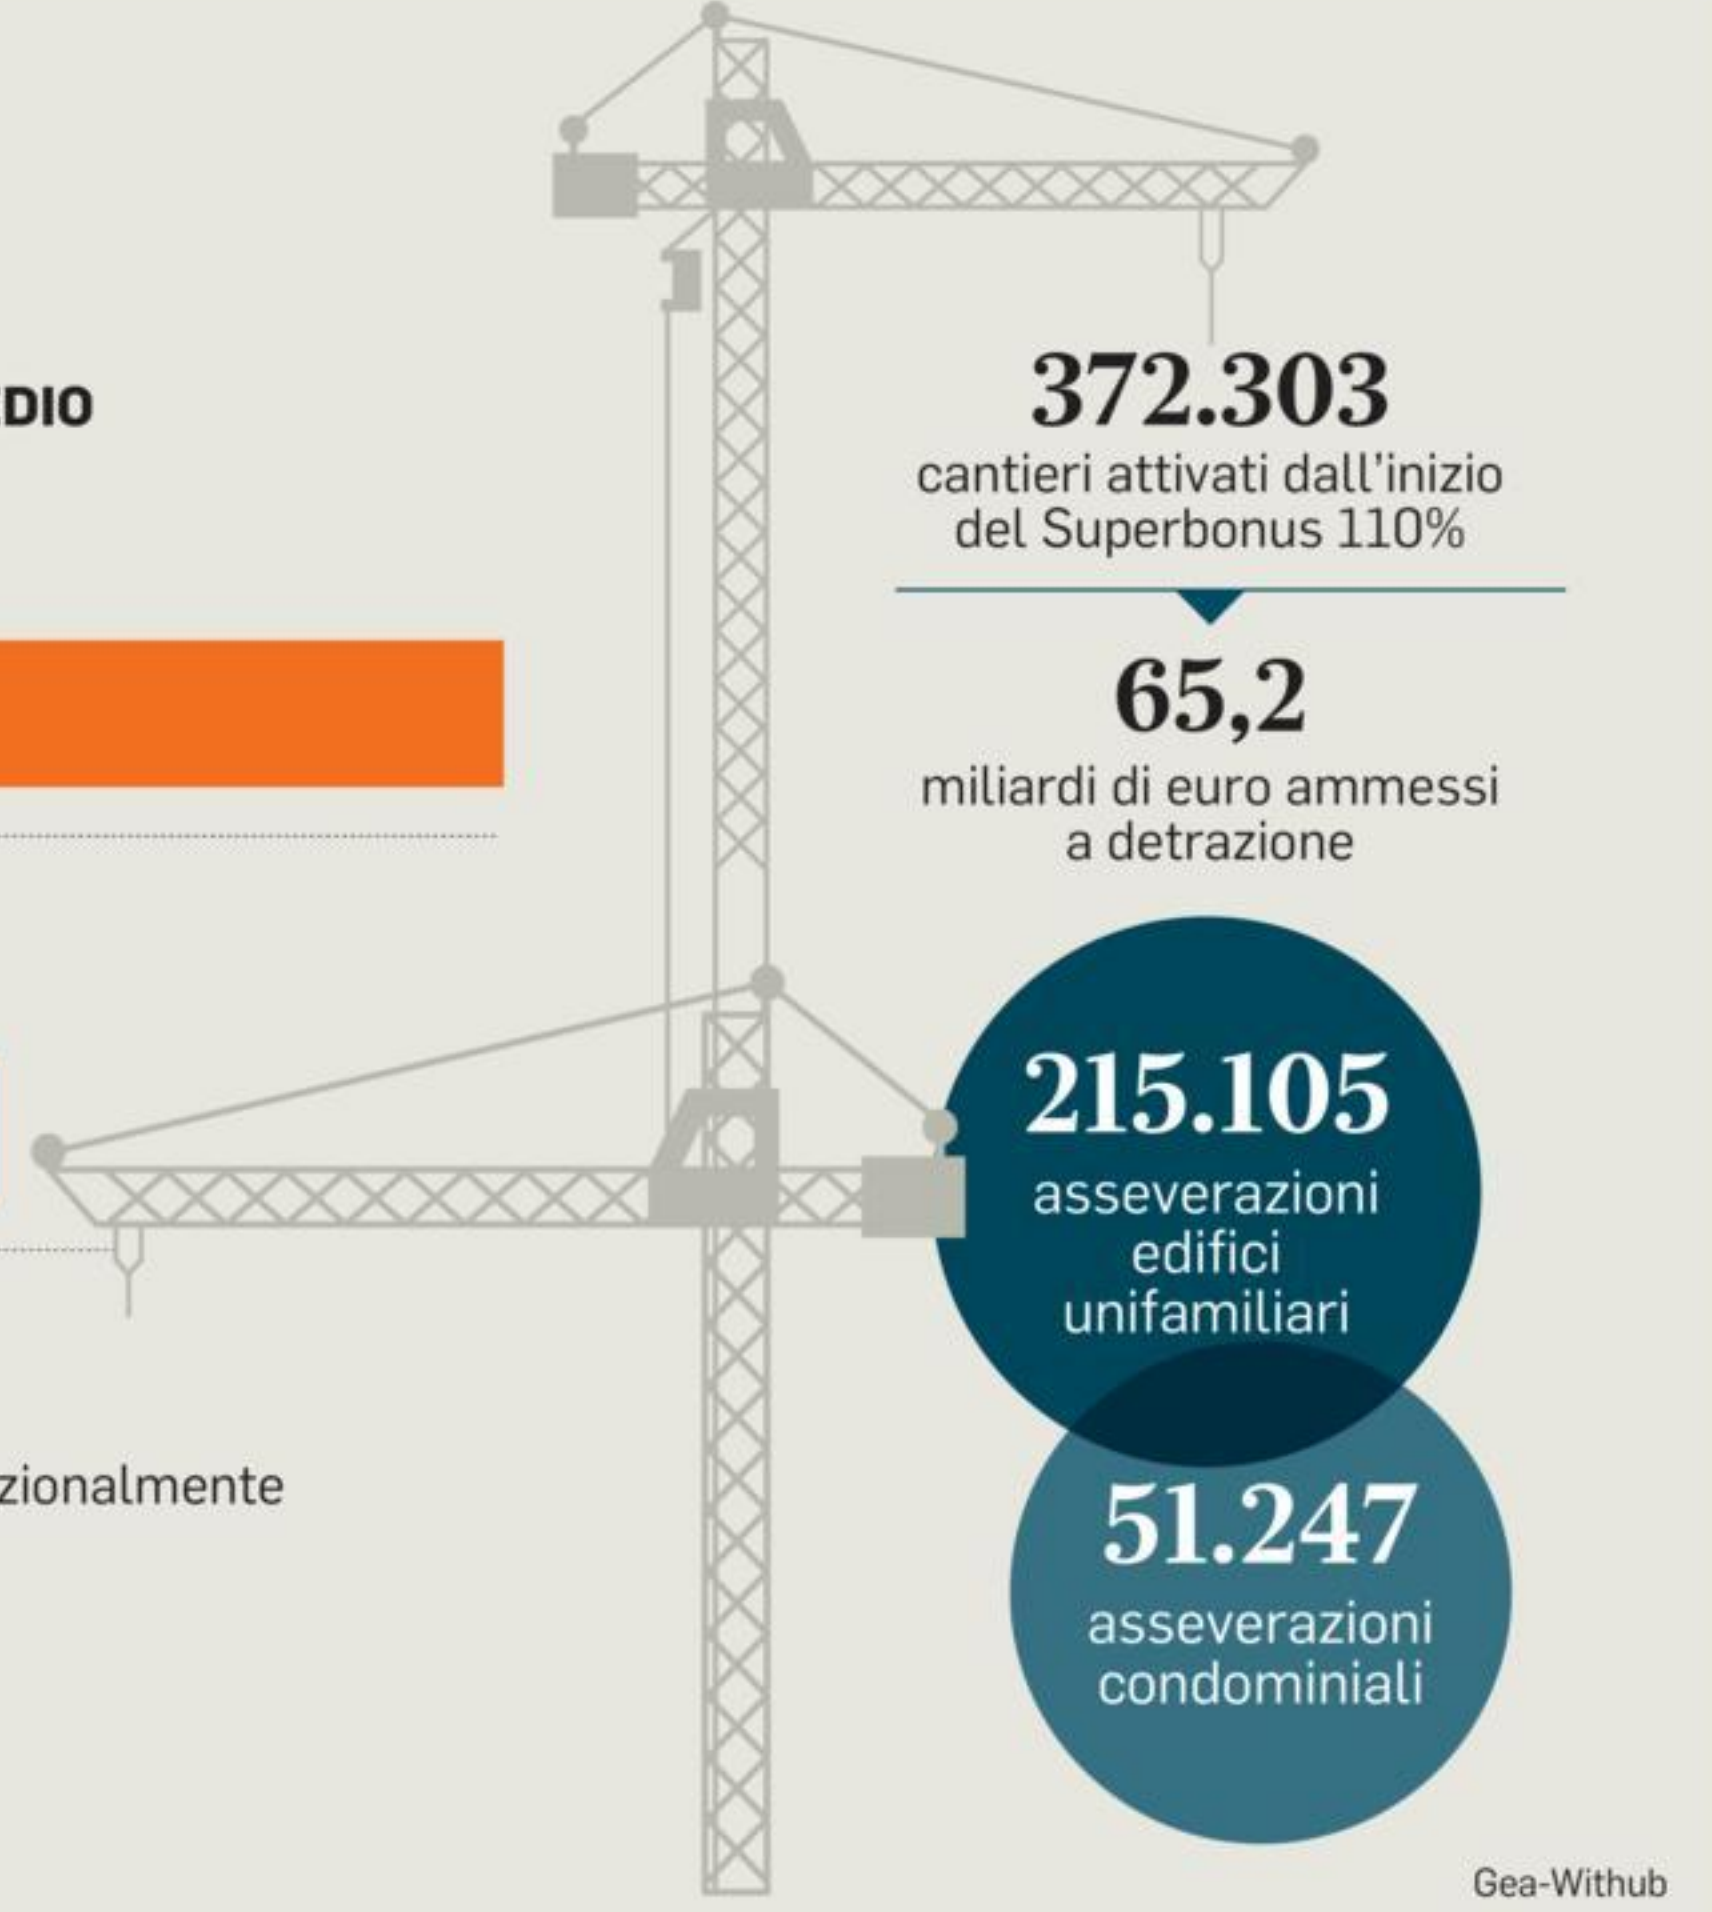 DIO
372.303
cantieri attivati dall'inizio
del Superbonus 110%
65,2
miliardi di euro ammessi
a detrazione
215.105
asseverazioni
edifici
unifamiliari
zionalmente
51.247
asseverazioni
condominiali
Gea-Withub